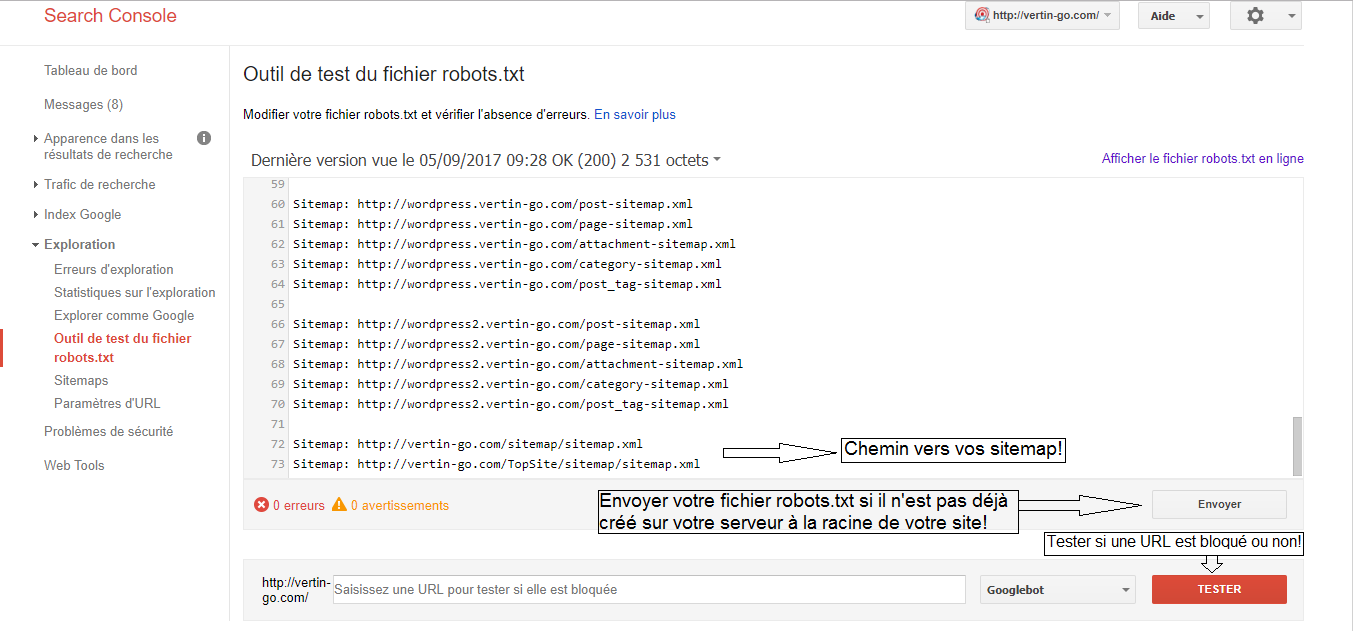 Search Console
http://vertin-go.com/
Aide
Tableau de bord
Messages (8)
Apparence dans les
résultats de recherche
Trafic de recherche
Index Google
Exploration
Erreurs d'exploration
Statistiques sur l'exploration
Explorer comme Google
Outil de test du fichier
robots.txt
Sitemaps
Paramètres d'URL
Problèmes de sécurité
Web Tools
Outil de test du fichier robots.txt
Modifier votre fichier robots.txt et vérifier l'absence d'erreurs. En savoir plus
Dernière version vue le 05/09/2017 09:28 OK (200) 2 531 octets
Afficher le fichier robots.txt en ligne
59
60 Sitemap: http://wordpress.vertin-go.com/post-sitemap.xml
61 Sitemap: http://wordpress.vertin-go.com/page-sitemap.xml
62 Sitemap: http://wordpress.vertin-go.com/attachment-sitemap.xml
63 Sitemap: http://wordpress.vertin-go.com/category-sitemap.xml
64 Sitemap: http://wordpress.vertin-go.com/post_tag-sitemap.xml
65
66 Sitemap: http://wordpress2.vertin-go.com/post-sitemap.xml
67 Sitemap: http://wordpress2.vertin-go.com/page-sitemap.xml
68 Sitemap: http://wordpress2.vertin-go.com/attachment-sitemap.xml
69 Sitemap: http://wordpress2.vertin-go.com/category-sitemap.xml
70 Sitemap: http://wordpress2.vertin-go.com/post_tag-sitemap.xml
71
72 Sitemap: http://vertin-go.com/sitemap/sitemap.xml
73 Sitemap: http://vertin-go.com/TopSite/sitemap/sitemap.xml
Chemin vers vos sitemap!
0 erreurs 0 avertissements
Envoyer votre fichier robots.txt si il n'est pas déjà
créé sur votre serveur à la racine de votre site!
Envoyer
Tester si une URL est bloqué ou non!
http://vertin-
go.com/
Saisissez une URL pour tester si elle est bloquée
Googlebot
TESTER